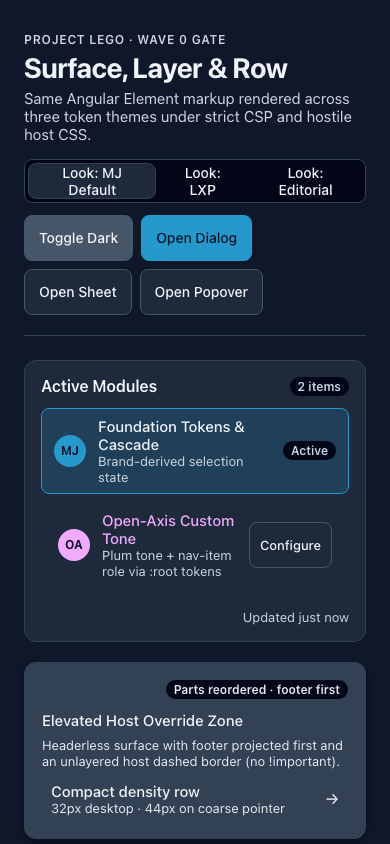 PROJECT LEGO · WAVE 0 GATE
Surface, Layer & Row
Same Angular Element markup rendered across
three token themes under strict CSP and hostile
host CSS.
Look: MJ
Default
Look:
LXP
Look:
Editorial
Toggle Dark
Open Dialog
Open Sheet
Open Popover
Active Modules
2 items
MJ
Foundation Tokens &
Cascade
Brand-derived selection
state
Active
OA
Open-Axis Custom
Tone
Plum tone + nav-item
role via :root tokens
Configure
Updated just now
Parts reordered · footer first
Elevated Host Override Zone
Headerless surface with footer projected first and
an unlayered host dashed border (no !important).
Compact density row
32px desktop · 44px on coarse pointer
→